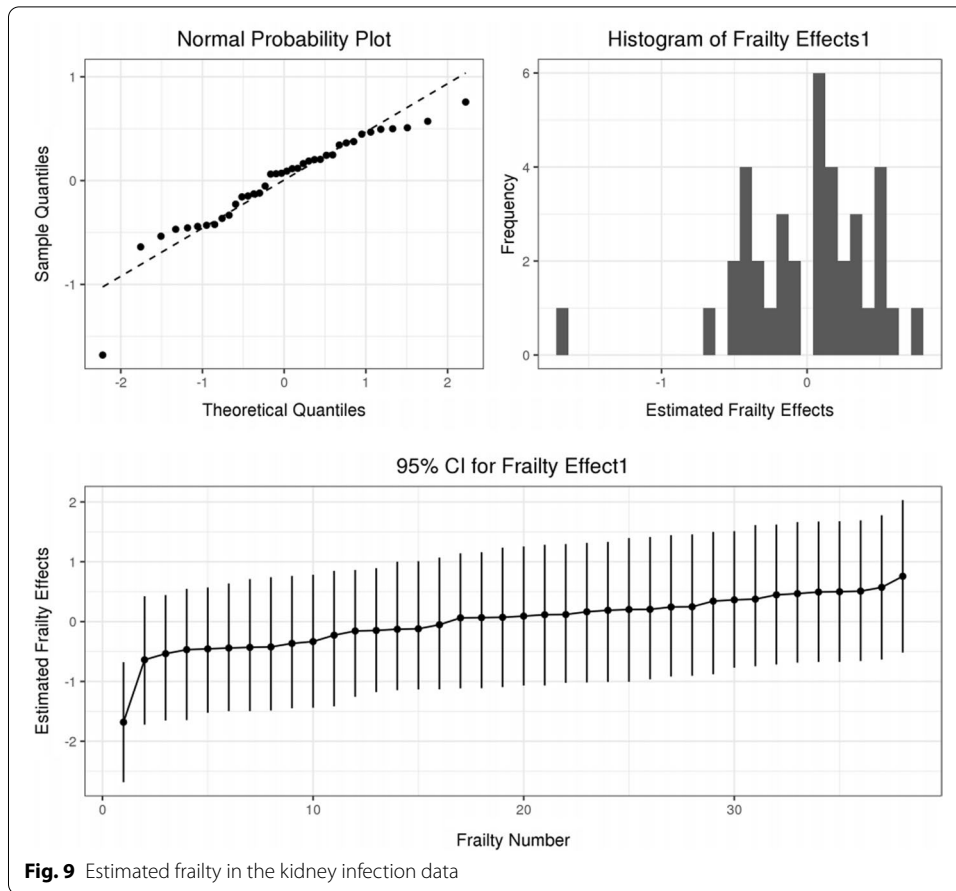 Normal Probability Plot
Sample Quantiles
1
0
-1
-2
-1
0
1
2
Theoretical Quantiles
Histogram of Frailty Effects1
Frequency
6
4
2
0
-1
0
Estimated Frailty Effects
95% CI for Frailty Effect1
Estimated Frailty Effects
2
1
0
-1
-2
0
10
20
30
Frailty Number
Fig. 9 Estimated frailty in the kidney infection data